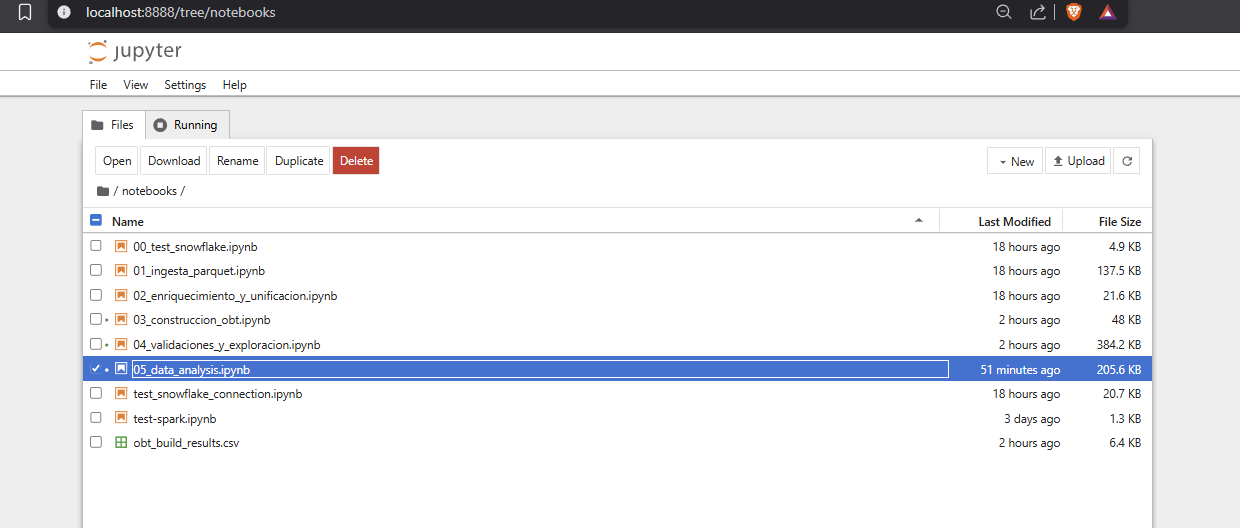 localhost:8888/tree/notebooks
jupyter
File View Settings Help
Files Running
Open Download Rename Duplicate Delete New Upload
/ notebooks /
Name Last Modified File Size
00_test_snowflake.ipynb 18 hours ago 4.9 KB
01_ingesta_parquet.ipynb 18 hours ago 137.5 KB
02_enriquecimiento_y_unificacion.ipynb 18 hours ago 21.6 KB
03_construccion_obt.ipynb 2 hours ago 48 KB
04_validaciones_y_exploracion.ipynb 2 hours ago 384.2 KB
05_data_analysis.ipynb 51 minutes ago 205.6 KB
test_snowflake_connection.ipynb 18 hours ago 20.7 KB
test-spark.ipynb 3 days ago 1.3 KB
obt_build_results.csv 2 hours ago 6.4 KB